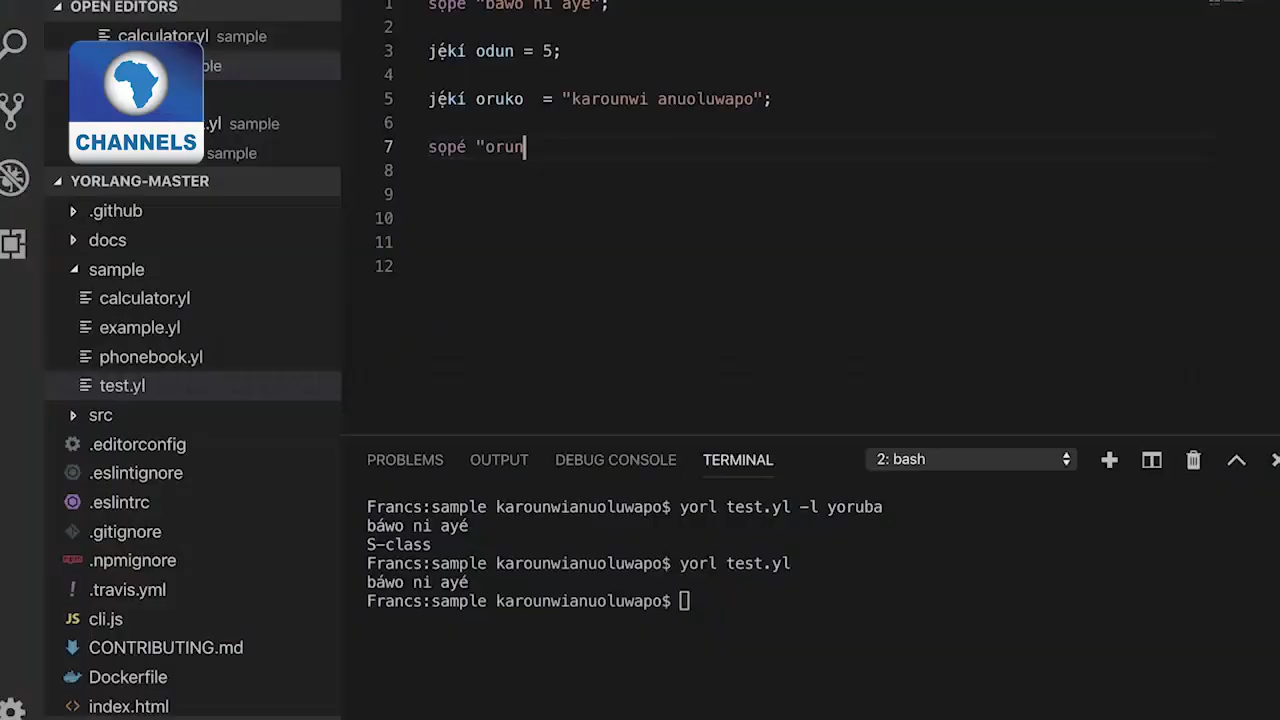 OPEN EDITORS
calculator.yl sample
.yl sample
sample
CHANNELS
YORLANG-MASTER
.github
docs
sample
calculator.yl
example.yl
phonebook.yl
test.yl
src
.editorconfig
.eslintignore
.eslintrc
.gitignore
.npmignore
.travis.yml
JS cli.js
CONTRIBUTING.md
Dockerfile
index.html
1 sọpé "báwo ni ayé";
2
3 jẹ́kí odun = 5;
4
5 jẹ́kí oruko = "karounwi anuoluwapo";
6
7 sọpé "orun
8
9
10
11
12
PROBLEMS OUTPUT DEBUG CONSOLE TERMINAL 2: bash
Francs:sample karounwianuoluwapo$ yorl test.yl -l yoruba
báwo ni ayé
S-class
Francs:sample karounwianuoluwapo$ yorl test.yl
báwo ni ayé
Francs:sample karounwianuoluwapo$